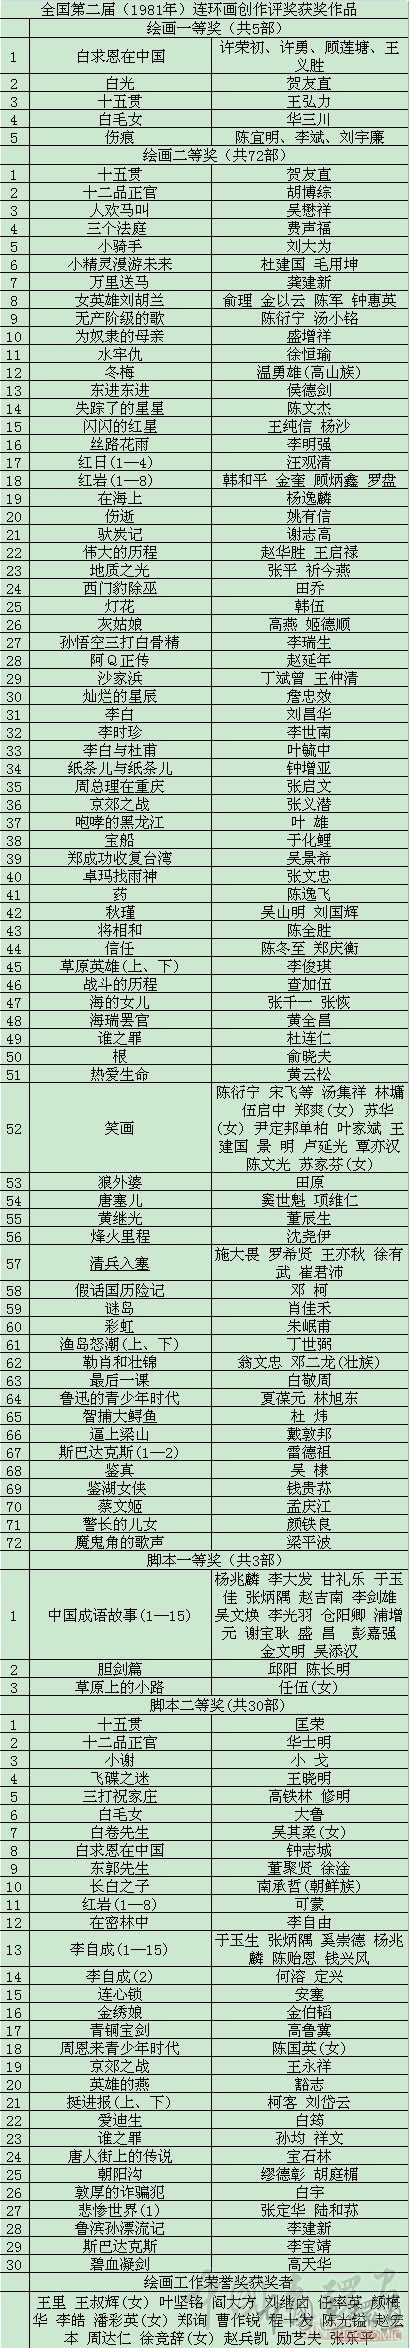 全国第二届（1981年）连环画创作评奖获奖作品
绘画一等奖（共5部）
1 白求恩在中国 许荣初、许勇、顾莲塘、王义胜
2 白光 贺友直
3 十五贯 王弘力
4 白毛女 华三川
5 伤痕 陈宜明、李斌、刘宇廉
绘画二等奖（共72部）
1 十五贯 贺友直
2 十二品正官 胡博综
3 人欢马叫 吴懋祥
4 三个法庭 费声福
5 小骑手 刘大为
6 小精灵漫游未来 杜建国 毛用坤
7 万里送马 龚建新
8 女英雄刘胡兰 俞理 金以云 陈军 钟惠英
9 无产阶级的歌 陈衍宁 汤小铭
10 为奴隶的母亲 盛增祥
11 水牢仇 徐恒瑜
12 冬梅 温勇雄(高山族)
13 东进东进 侯德剑
14 失踪了的星星 陈文杰
15 闪闪的红星 王纯信 杨沙
16 丝路花雨 李明强
17 红日(1—4) 汪观清
18 红岩(1—8) 韩和平 金奎 顾炳鑫 罗盘
19 在海上 杨逸麟
20 伤逝 姚有信
21 驮炭记 谢志高
22 伟大的历程 赵华胜 王启禄
23 地质之光 张平 祈今燕
24 西门豹除巫 田乔
25 灯花 韩伍
26 灰姑娘 高燕 姬德顺
27 孙悟空三打白骨精 李瑞生
28 阿Q正传 赵延年
29 沙家浜 丁斌曾 王仲清
30 灿烂的星辰 詹忠效
31 李白 刘昌华
32 李时珍 李世南
33 李白与杜甫 叶毓中
34 纸条儿与纸条儿 钟增亚
35 周总理在重庆 张启文
36 京郊之战 张义潜
37 咆哮的黑龙江 叶 雄
38 宝船 于化鲤
39 郑成功收复台湾 吴景希
40 卓玛找雨神 张文忠
41 药 陈逸飞
42 秋瑾 吴山明 刘国辉
43 将相和 陈全胜
44 信任 陈冬至 郑庆衡
45 草原英雄(上、下) 李俊琪
46 战斗的历程 查加伍
47 海的女儿 张千一 张恢
48 海瑞罢官 黄全昌
49 谁之罪 杜连仁
50 根 俞晓夫
51 热爱生命 黄云松
52 笑画 陈衍宁 宋飞等 汤集祥 林墉
伍启中 郑爽(女) 苏华
(女) 尹定邦单柏 叶家斌 王
建国 景 明 卢延光 覃亦汉
陈文光 苏家芬(女)
53 狼外婆 田原
54 唐塞儿 窦世魁 项维仁
55 黄继光 董辰生
56 烽火里程 沈尧伊
57 清兵入塞 施大畏 罗希贤 王亦秋 徐有
武 崔君沛
58 假话国历险记 邓 柯
59 谜岛 肖佳禾
60 彩虹 朱岷甫
61 渔岛怒潮(上、下) 丁世弼
62 勒肖和壮锦 翁文忠 邓二龙(壮族)
63 最后一课 白敬周
64 鲁迅的青少年时代 夏葆元 林旭东
65 智捕大鳄鱼 杜 炜
66 逼上梁山 戴敦邦
67 斯巴达克斯(1—2) 雷德祖
68 鉴真 吴 棣
69 鉴湖女侠 钱贵荪
70 蔡文姬 孟庆江
71 警长的儿女 颜铁良
72 魔鬼角的歌声 梁平波
脚本一等奖（共3部）
1 中国成语故事(1—15) 杨兆麟 李大发 甘礼乐 于玉
佳 张炳隅 赵吉南 李剑雄
吴文焕 李光羽 仓阳卿 浦增
元 谢宝耿 盛 昌 彭嘉强
金文明 吴添汉
2 胆剑篇 邱阳 陈长明
3 草原上的小路 任伍(女)
脚本二等奖(共30部)
1 十五贯 匡荣
2 十二品正官 华士明
3 小谢 小 戈
4 飞碟之迷 王晓明
5 三打祝家庄 高铁林 修明
6 白毛女 大鲁
7 白卷先生 吴其柔(女)
8 白求恩在中国 钟志城
9 东郭先生 董聚贤 徐淦
10 长白之子 南承哲(朝鲜族)
11 红岩(1—8) 可蒙
12 在密林中 李自由
13 李自成(1—15) 于玉生 张炳隅 奚崇德 杨兆
麟 陈贻恩 钱兴风
14 李自成(2) 何溶 定兴
15 连心锁 安塞
16 金绣娘 金伯韬
17 青铜宝剑 高鲁冀
18 周恩来青少年时代 陈国英(女)
19 京郊之战 王永祥
20 英雄的燕 豁志
21 挺进报(上、下) 柯客 刘岱云
22 爱迪生 白筠
23 谁之罪 孙均 祥文
24 唐人街上的传说 宝石林
25 朝阳沟 缪德彰 胡庭楣
26 敦厚的诈骗犯 白宇
27 悲惨世界(1) 张定华 陆和荪
28 鲁滨孙漂流记 李建新
29 斯巴达克斯 李宝靖
30 碧血凝剑 高天华
绘画工作荣誉奖获奖者
王里 王叔辉(女) 叶坚铭 阎大方 刘继卤 任率英 颜梅
华 李皓 潘彩英(女) 郑询 曹作锐 程十发 陈光镒 赵宏
本 周达仁 徐竞辞(女) 赵兵凯 励艺共 张乐平